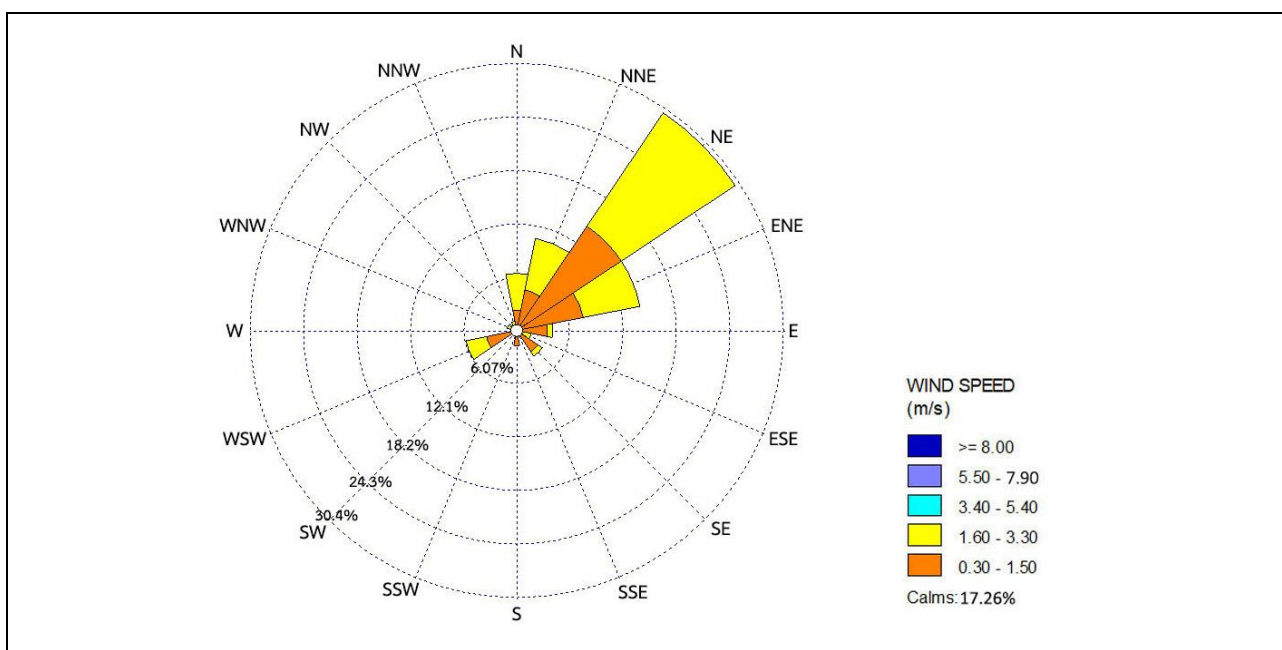 N
NNW
NNE
NW
NE
WNW
ENE
W
E
6.07%
12.1%
WSW
ESE
18.2%
24.3%
30.4%
SW
SE
SSW
SSE
S
WIND SPEED
(m/s)
>= 8.00
5.50 - 7.90
3.40 - 5.40
1.60 - 3.30
0.30 - 1.50
Calms: 17.26%